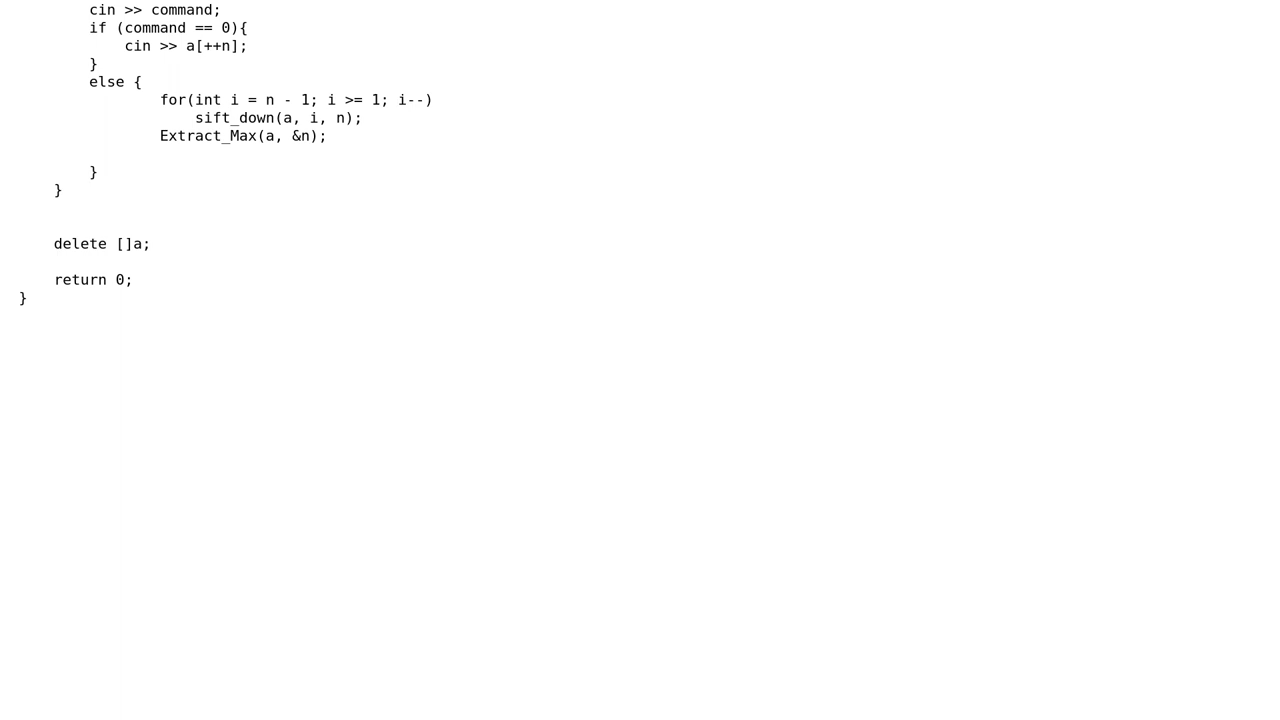 cin >> command;
if (command == 0){
cin >> a[++n];
}
else {
for(int i = n - 1; i >= 1; i--)
sift_down(a, i, n);
Extract_Max(a, &n);
}
}
delete []a;
return 0;
}